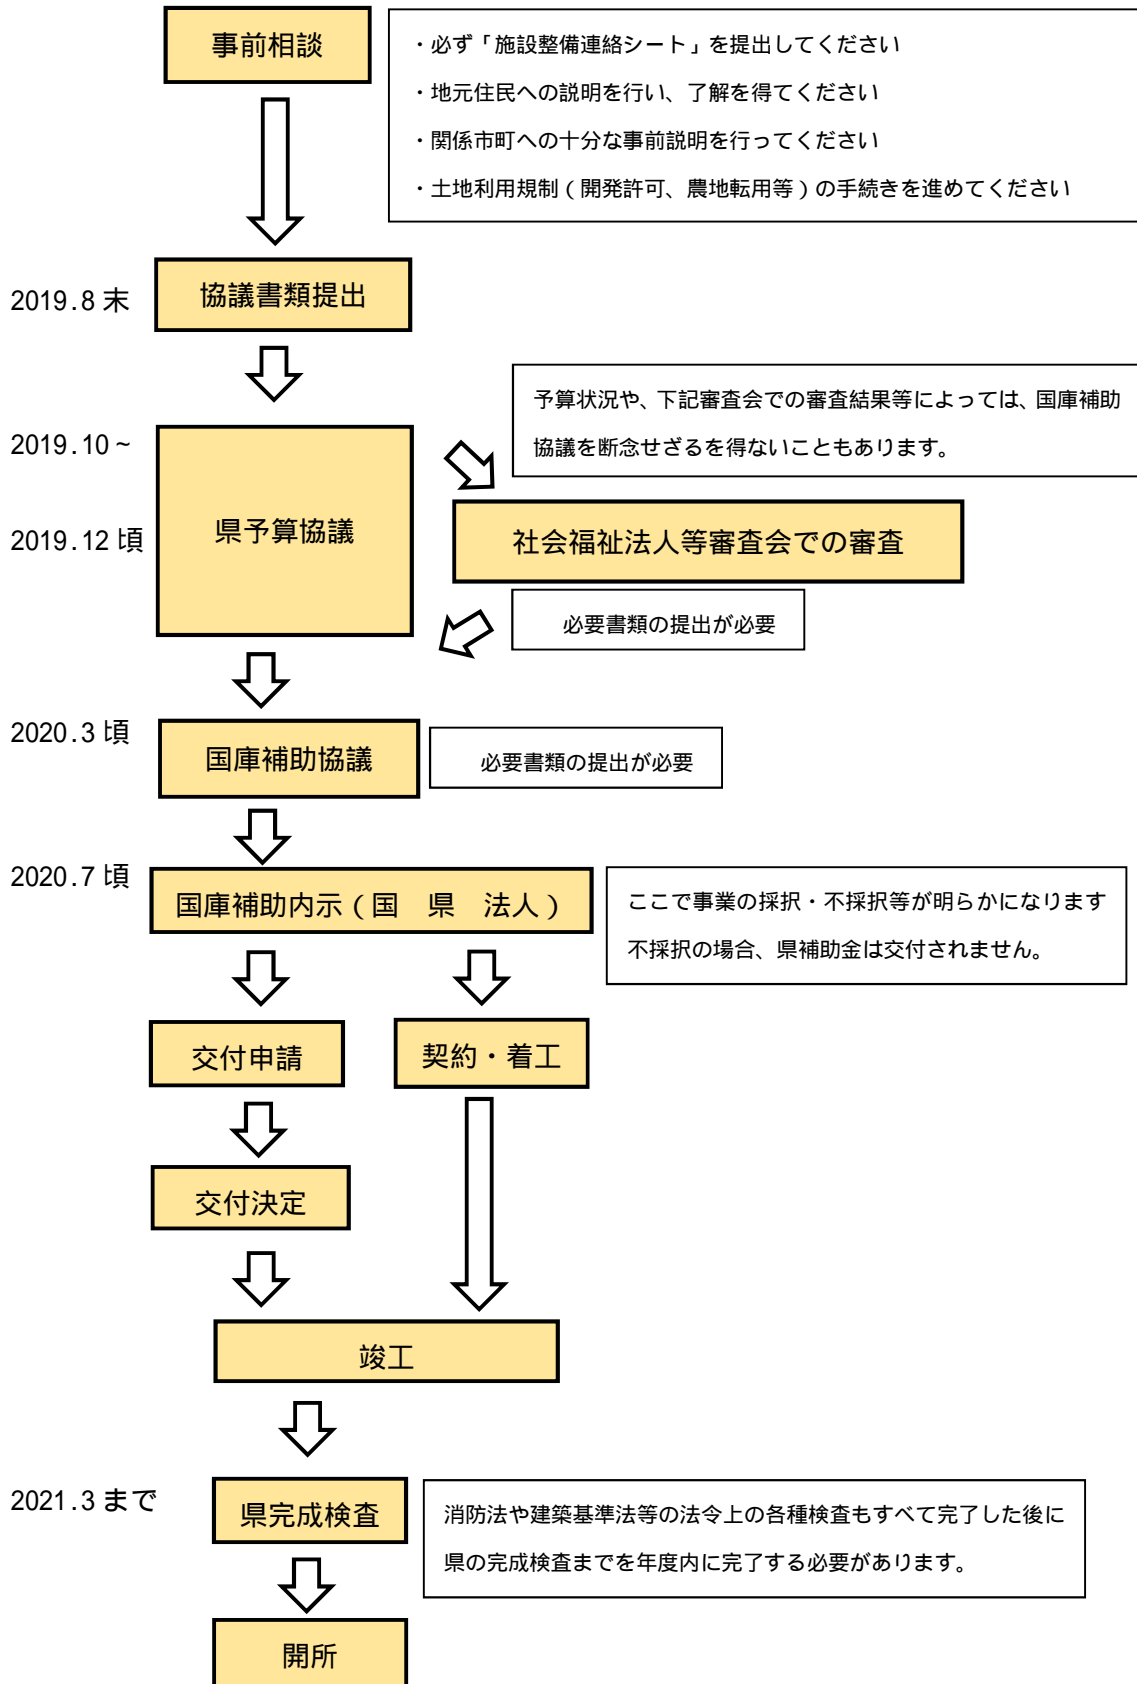 事前相談
・必ず「施設整備連絡シート」を提出してください
・地元住民への説明を行い、了解を得てください
・関係市町への十分な事前説明を行ってください
・土地利用規制（開発許可、農地転用等）の手続きを進めてください
2019.8 末
協議書類提出
予算状況や、下記審査会での審査結果等によっては、国庫補助
協議を断念せざるを得ないこともあります。
2019.10～
県予算協議
2019.12 頃
社会福祉法人等審査会での審査
必要書類の提出が必要
2020.3 頃
国庫補助協議
必要書類の提出が必要
2020.7 頃
国庫補助内示（国　県　法人）
ここで事業の採択・不採択等が明らかになります
不採択の場合、県補助金は交付されません。
交付申請
契約・着工
交付決定
竣工
2021.3 まで
県完成検査
消防法や建築基準法等の法令上の各種検査もすべて完了した後に
県の完成検査までを年度内に完了する必要があります。
開所